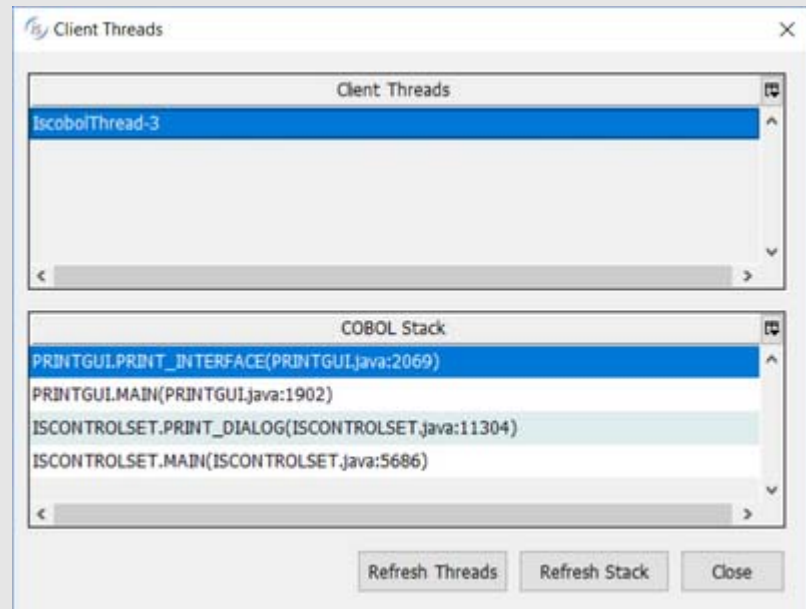 Client Threads
Client Threads
IscobolThread-3
COBOL Stack
PRINTGUI.PRINT_INTERFACE(PRINTGUI.java:2069)
PRINTGUI.MAIN(PRINTGUI.java:1902)
ISCONTROLSET.PRINT_DIALOG(ISCONTROLSET.java:11304)
ISCONTROLSET.MAIN(ISCONTROLSET.java:5686)
Refresh Threads Refresh Stack Close